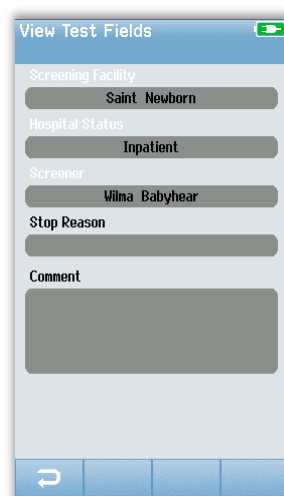 View Test Fields
Screening Facility
Saint Newborn
Hospital Status
Inpatient
Screener
Wilma Babyhear
Stop Reason
Comment